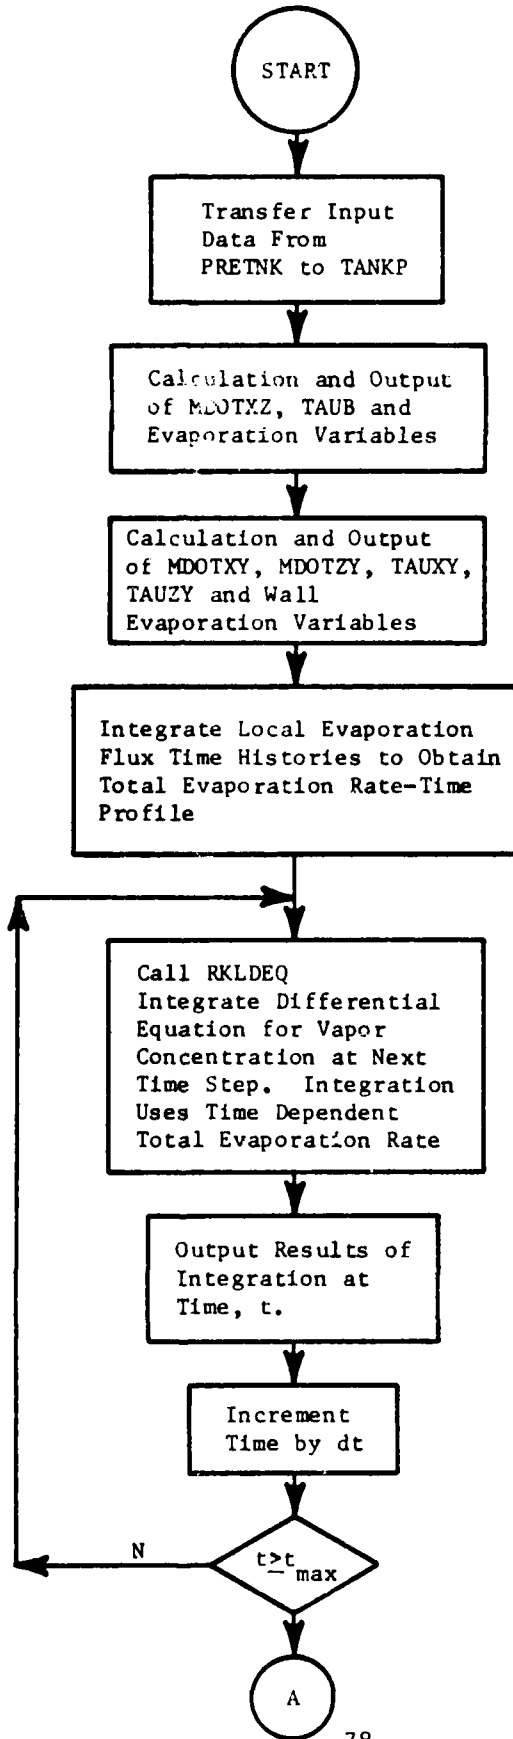 START
Transfer Input
Data From
PRETNK to TANKP
Calculation and Output
of MDOTXZ, TAUB and
Evaporation Variables
Calculation and Output
of MDOTXY, MDOTZY, TAUXY,
TAUZY and Wall
Evaporation Variables
Integrate Local Evaporation
Flux Time Histories to Obtain
Total Evaporation Rate-Time
Profile
Call RKLDEQ
Integrate Differential
Equation for Vapor
Concentration at Next
Time Step. Integration
Uses Time Dependent
Total Evaporation Rate
Output Results of
Integration at
Time, t.
Increment
Time by dt
N
t≥t max
A